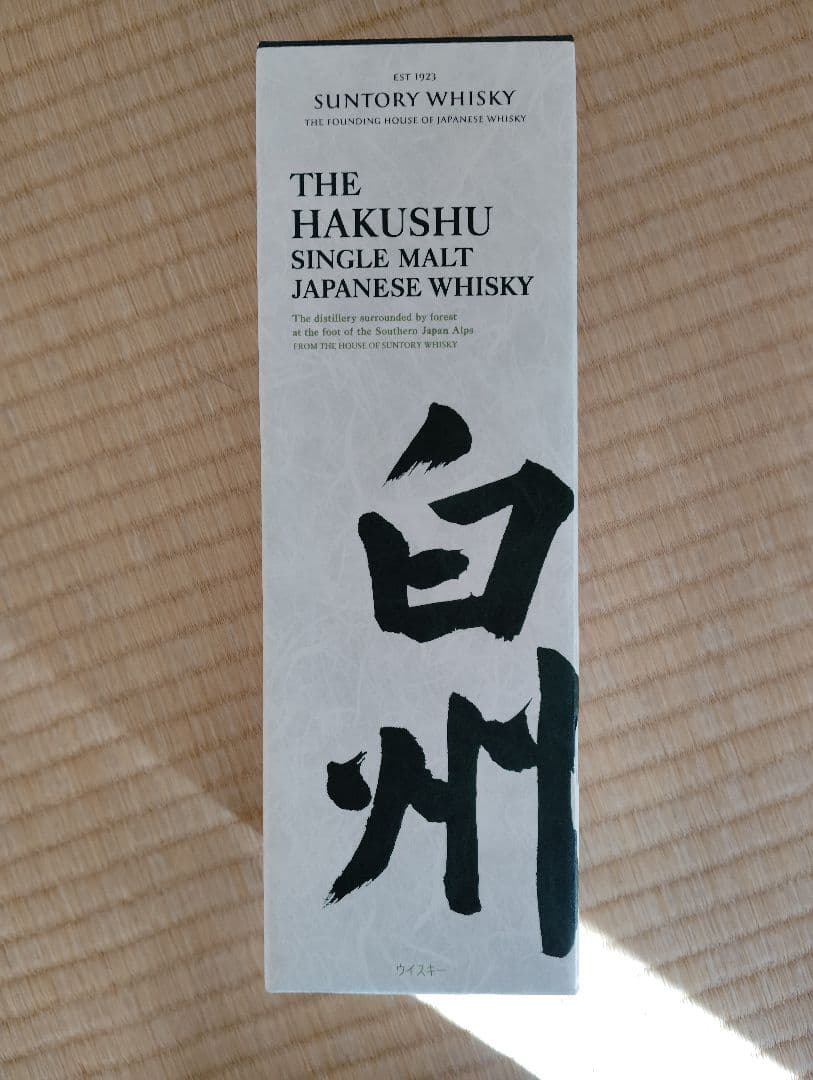 EST 1923
SUNTORY WHISKY
THE FOUNDING HOUSE OF JAPANESE WHISKY
THE
HAKUSHU
SINGLE MALT
JAPANESE WHISKY
The distillery surrounded by forest
at the foot of the Southern Japan Alps
FROM THE HOUSE OF SUNTORY WHISKY
白
州
ウイスキー